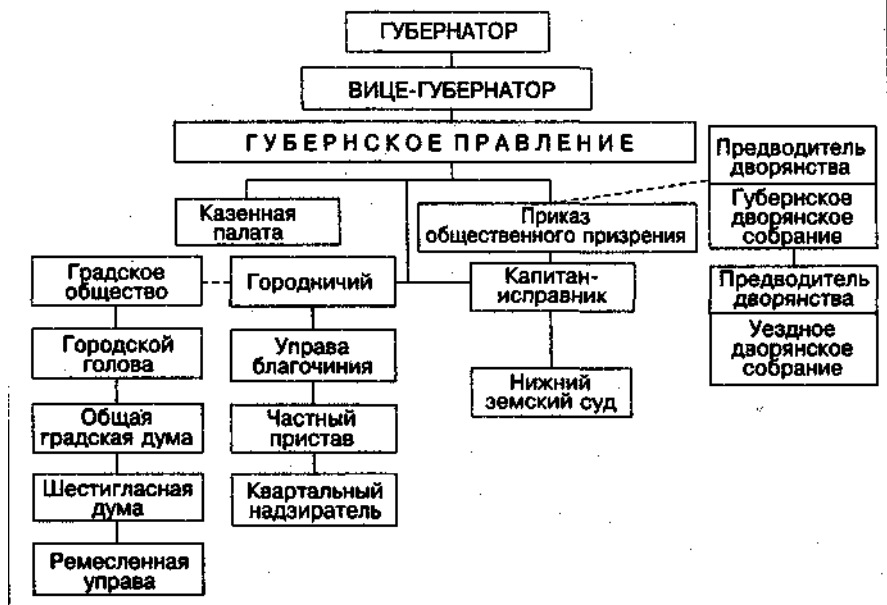 ГУБЕРНАТОР
ВИЦЕ-ГУБЕРНАТОР
ГУБЕРНСКОЕ ПРАВЛЕНИЕ
Предводитель
дворянства
Губернское
дворянское
собрание
Казенная
палата
Приказ
общественного призрения
Градское
общество
Городничий
Капитан-
исправник
Предводитель
дворянства
Уездное
дворянское
собрание
Городской
голова
Управа
благочиния
Нижний
земский суд
Общая
градская дума
Частный
пристав
Шестигласная
дума
Квартальный
надзиратель
Ремесленная
управа